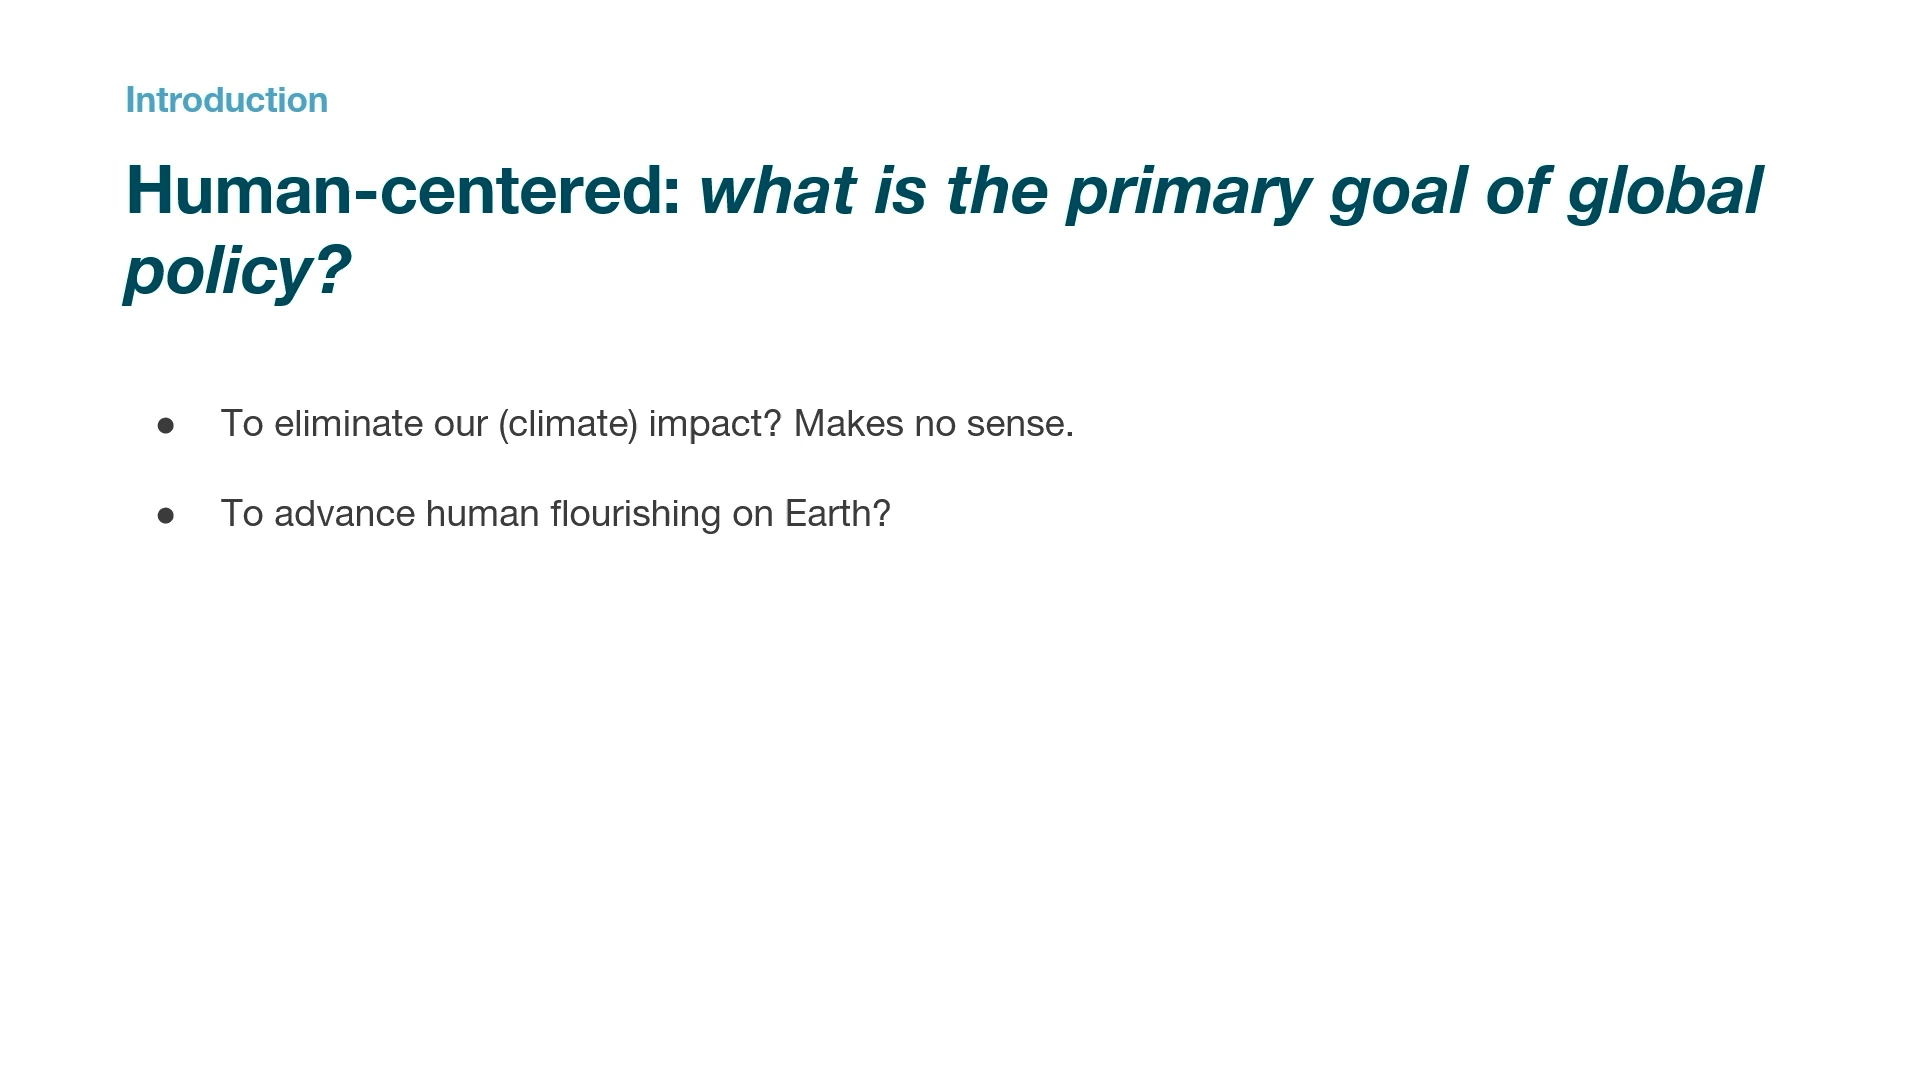 Introduction
Human-centered: what is the primary goal of global
policy?
● To eliminate our (climate) impact? Makes no sense.
● To advance human flourishing on Earth?